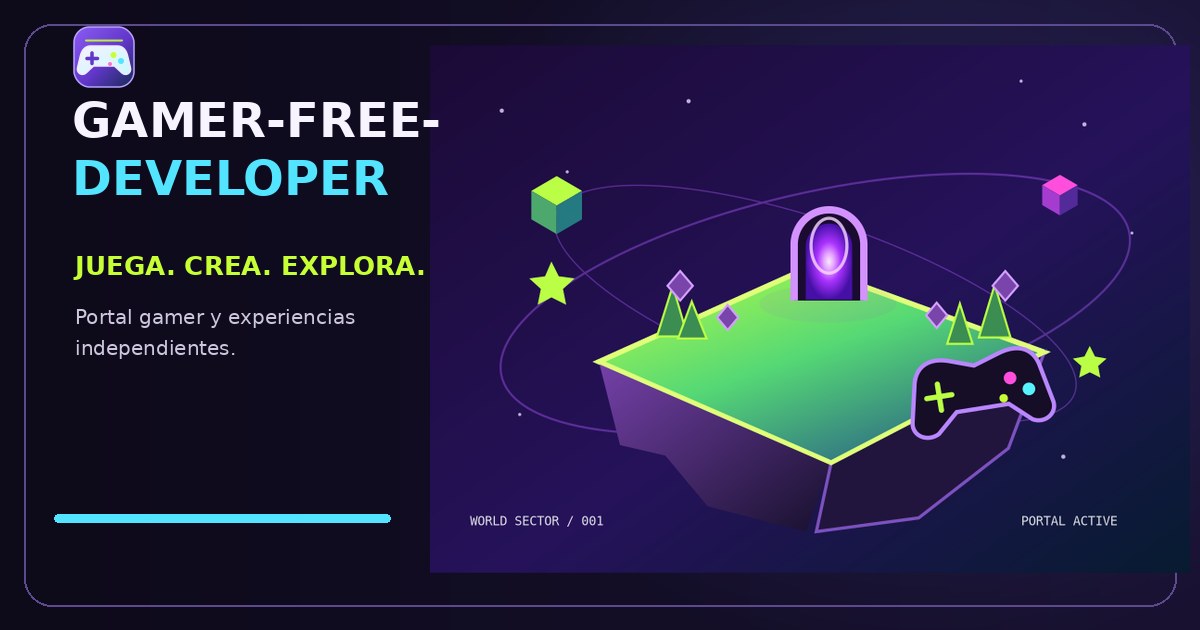 GAMER-FREE-
DEVELOPER
JUEGA. CREA. EXPLORA.
Portal gamer y experiencias
independientes.
WORLD SECTOR / 001
PORTAL ACTIVE